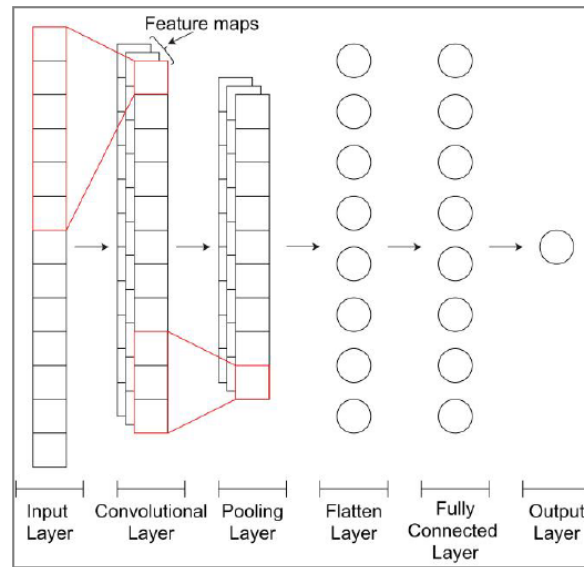 Feature maps
Input
Layer
Convolutional
Layer
Pooling
Layer
Flatten
Layer
Fully
Connected
Layer
Output
Layer